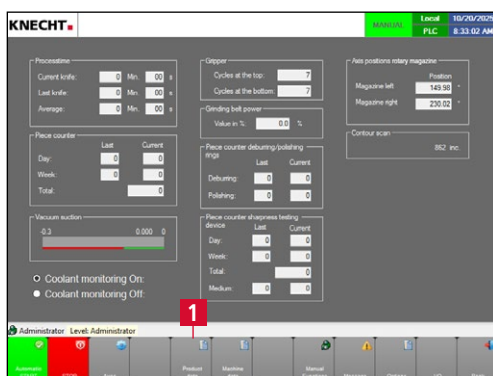 KNECHT
MANUAL
Local
10/20/2025
PLC
8:33:02 AM
Processtime
Current knife: 0 Min. 00 s
Last knife: 0 Min. 00 s
Average: 0 Min. 00 s
Piece counter
Last Current
Day: 0 0
Week: 0 0
Total: 0
Vacuum suction
-0.3 0.000 0
Coolant monitoring On:
Coolant monitoring Off:
Gripper
Cycles at the top: 7
Cycles at the bottom: 7
Grinding belt power
Value in %: 0.0 %
Piece counter deburring/polishing rings
Last Current
Deburring: 0 0
Polishing: 0 0
Piece counter sharpness testing device
Last Current
Day: 0 0
Week: 0 0
Total: 0
Medium: 0 0
Axis positions rotary magazine
Position
Magazine left 149.98 °
Magazine right 230.02 °
Contour scan
862 inc.
1
Administrator Level: Administrator
Automatic START
STOP
Product
Machine
Manual
Options